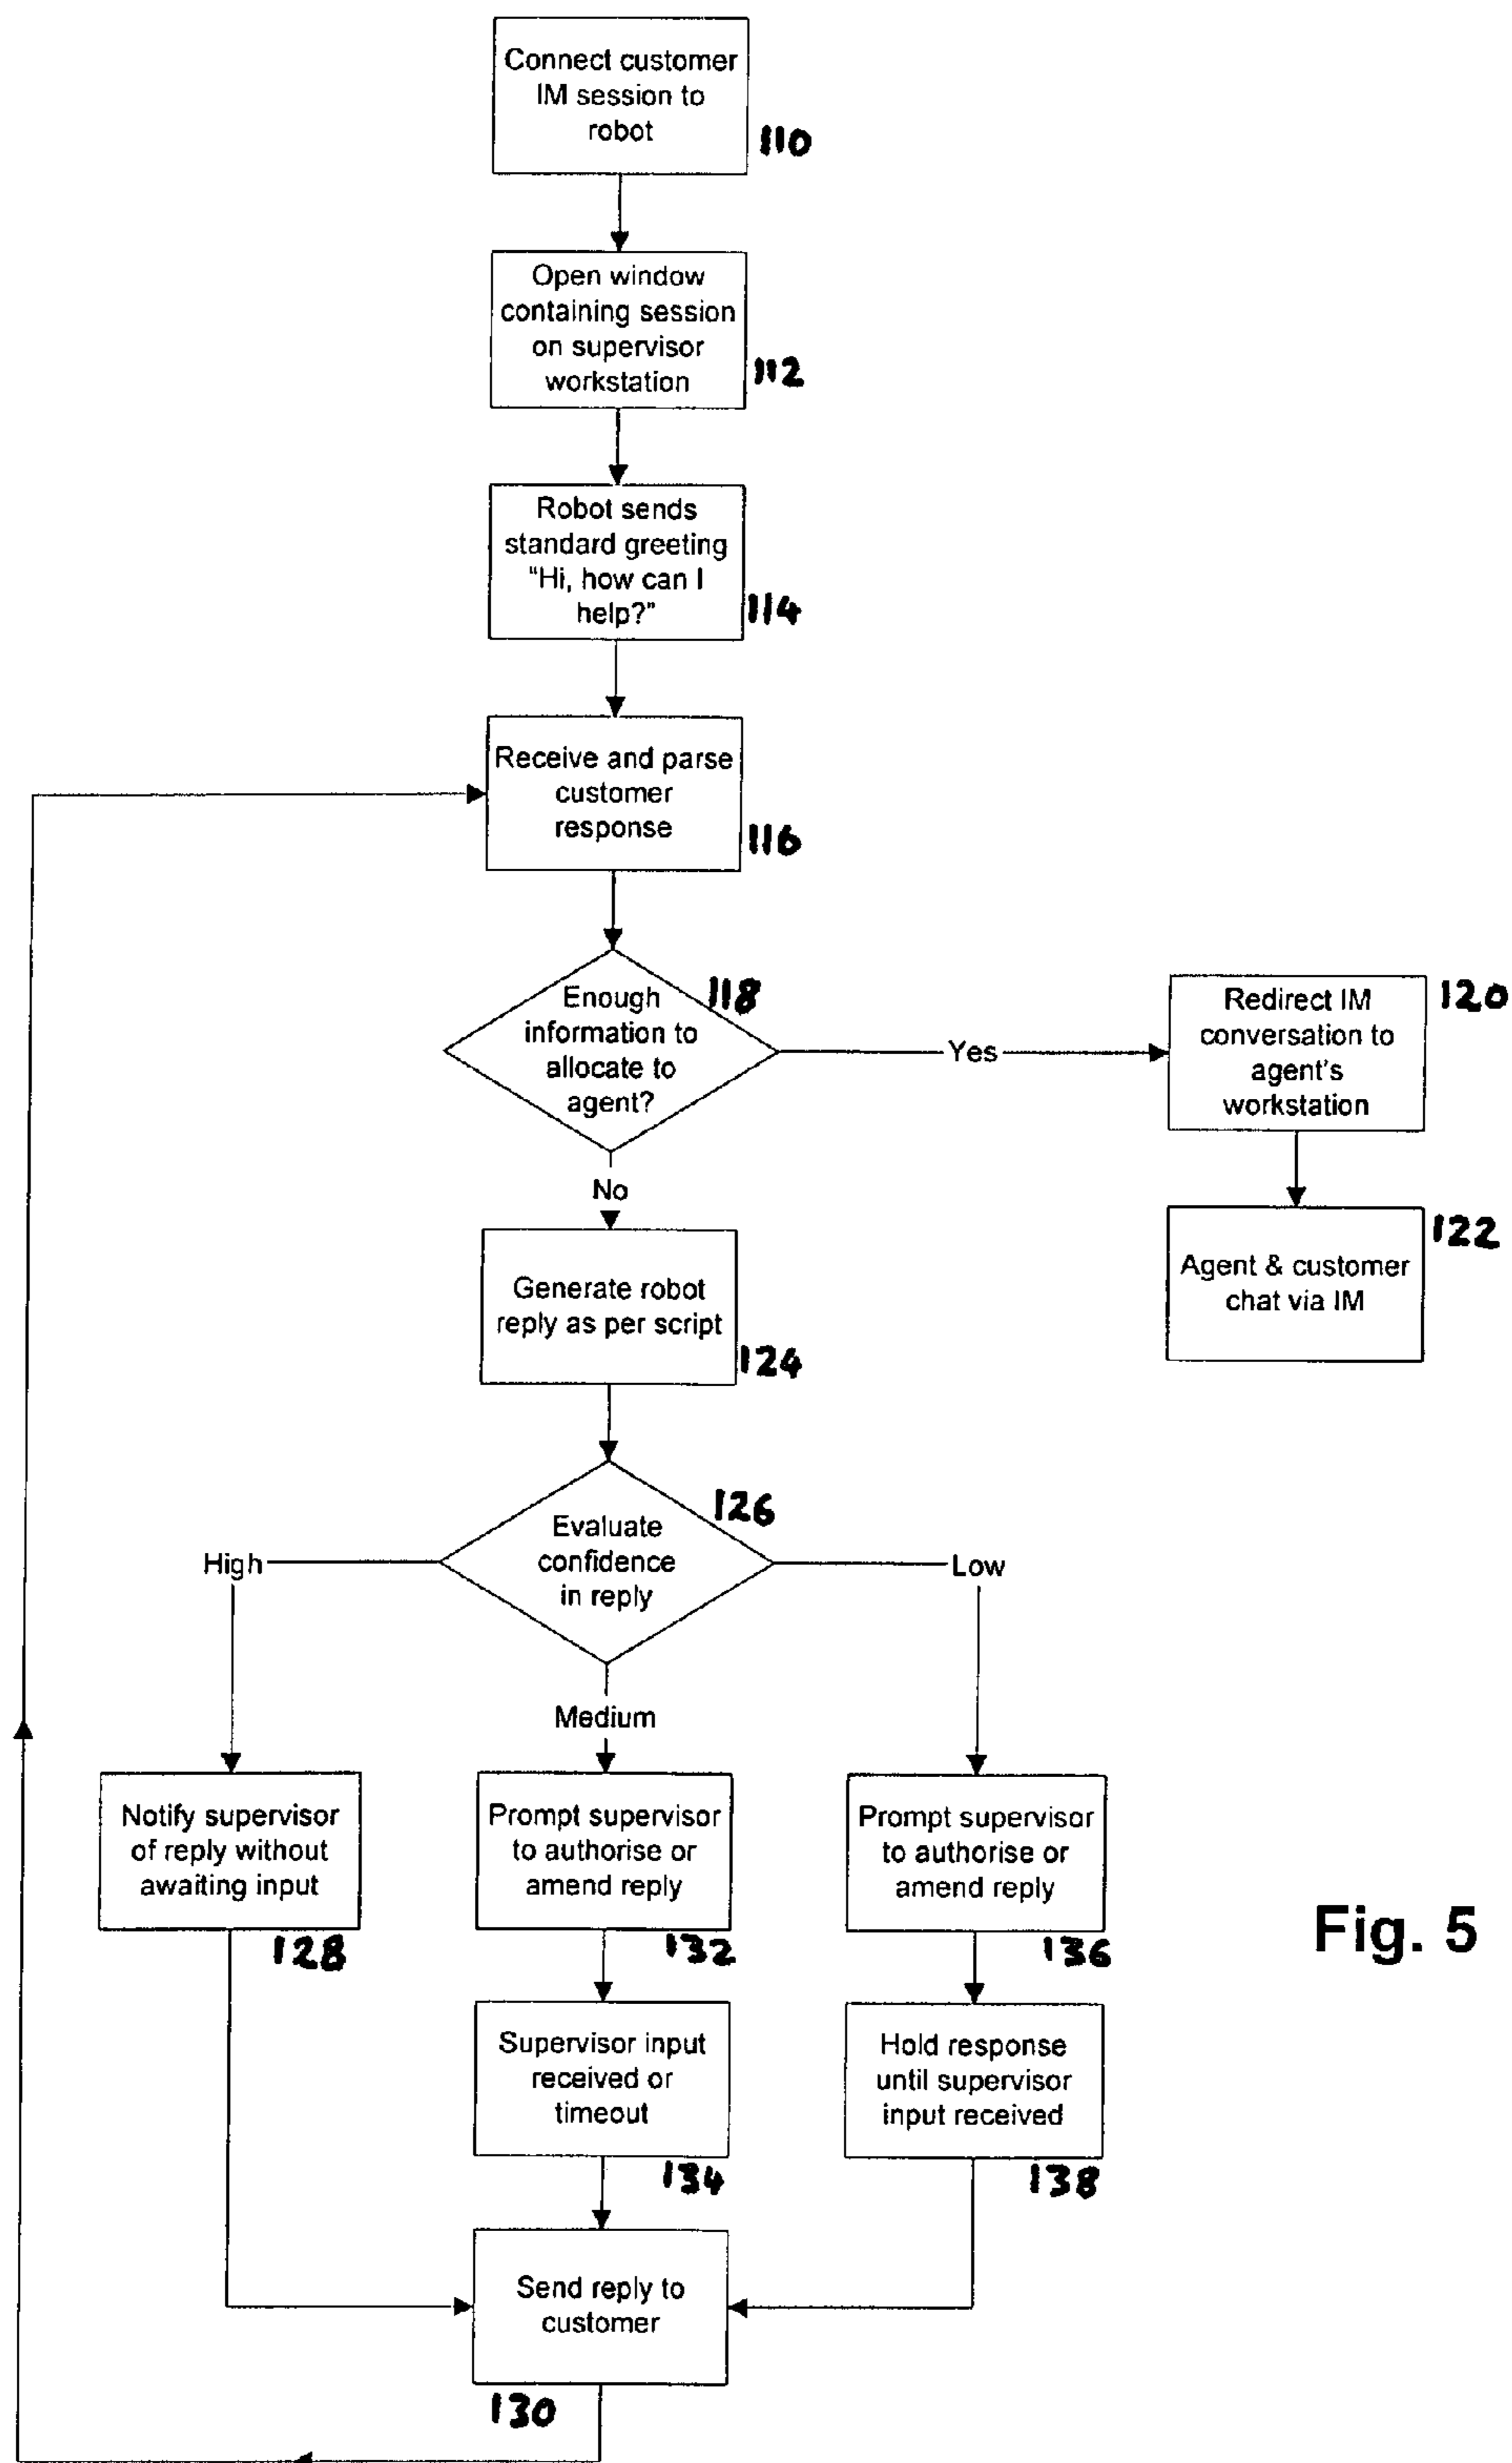 Connect customer
IM session to
robot
110
Open window
containing session
on supervisor
workstation
112
Robot sends
standard greeting
"Hi, how can I
help?"
114
Receive and parse
customer
response
116
Enough
information to
allocate to
agent?
118
Yes
Redirect IM
conversation to
agent's
workstation
120
Agent & customer
chat via IM
122
No
Generate robot
reply as per script
124
Evaluate
confidence
in reply
126
High
Medium
Low
Notify supervisor
of reply without
awaiting input
128
Prompt supervisor
to authorise or
amend reply
132
Prompt supervisor
to authorise or
amend reply
136
Supervisor input
received or
timeout
134
Hold response
until supervisor
input received
138
Send reply to
customer
130
Fig. 5